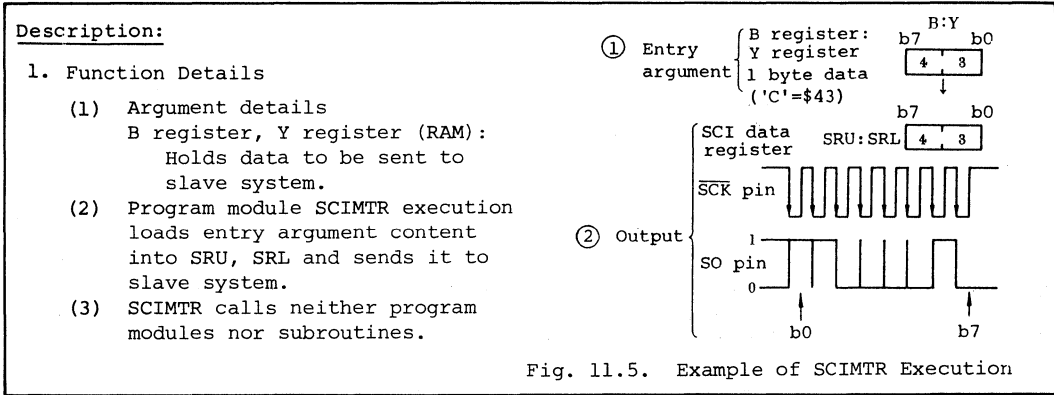 Description:
1. Function Details
(1) Argument details
B register, Y register (RAM):
Holds data to be sent to
slave system.
(2) Program module SCIMTR execution
loads entry argument content
into SRU, SRL and sends it to
slave system.
(3) SCIMTR calls neither program
modules nor subroutines.
① Entry
argument
B register:
Y register
1 byte data
('C'=$43)
B:Y
b7 b0
4 3
b7 b0
SCI data
register
SRU:SRL
4 3
② Output
SCK pin
SO pin
1
0
b0
b7
Fig. 11.5. Example of SCIMTR Execution